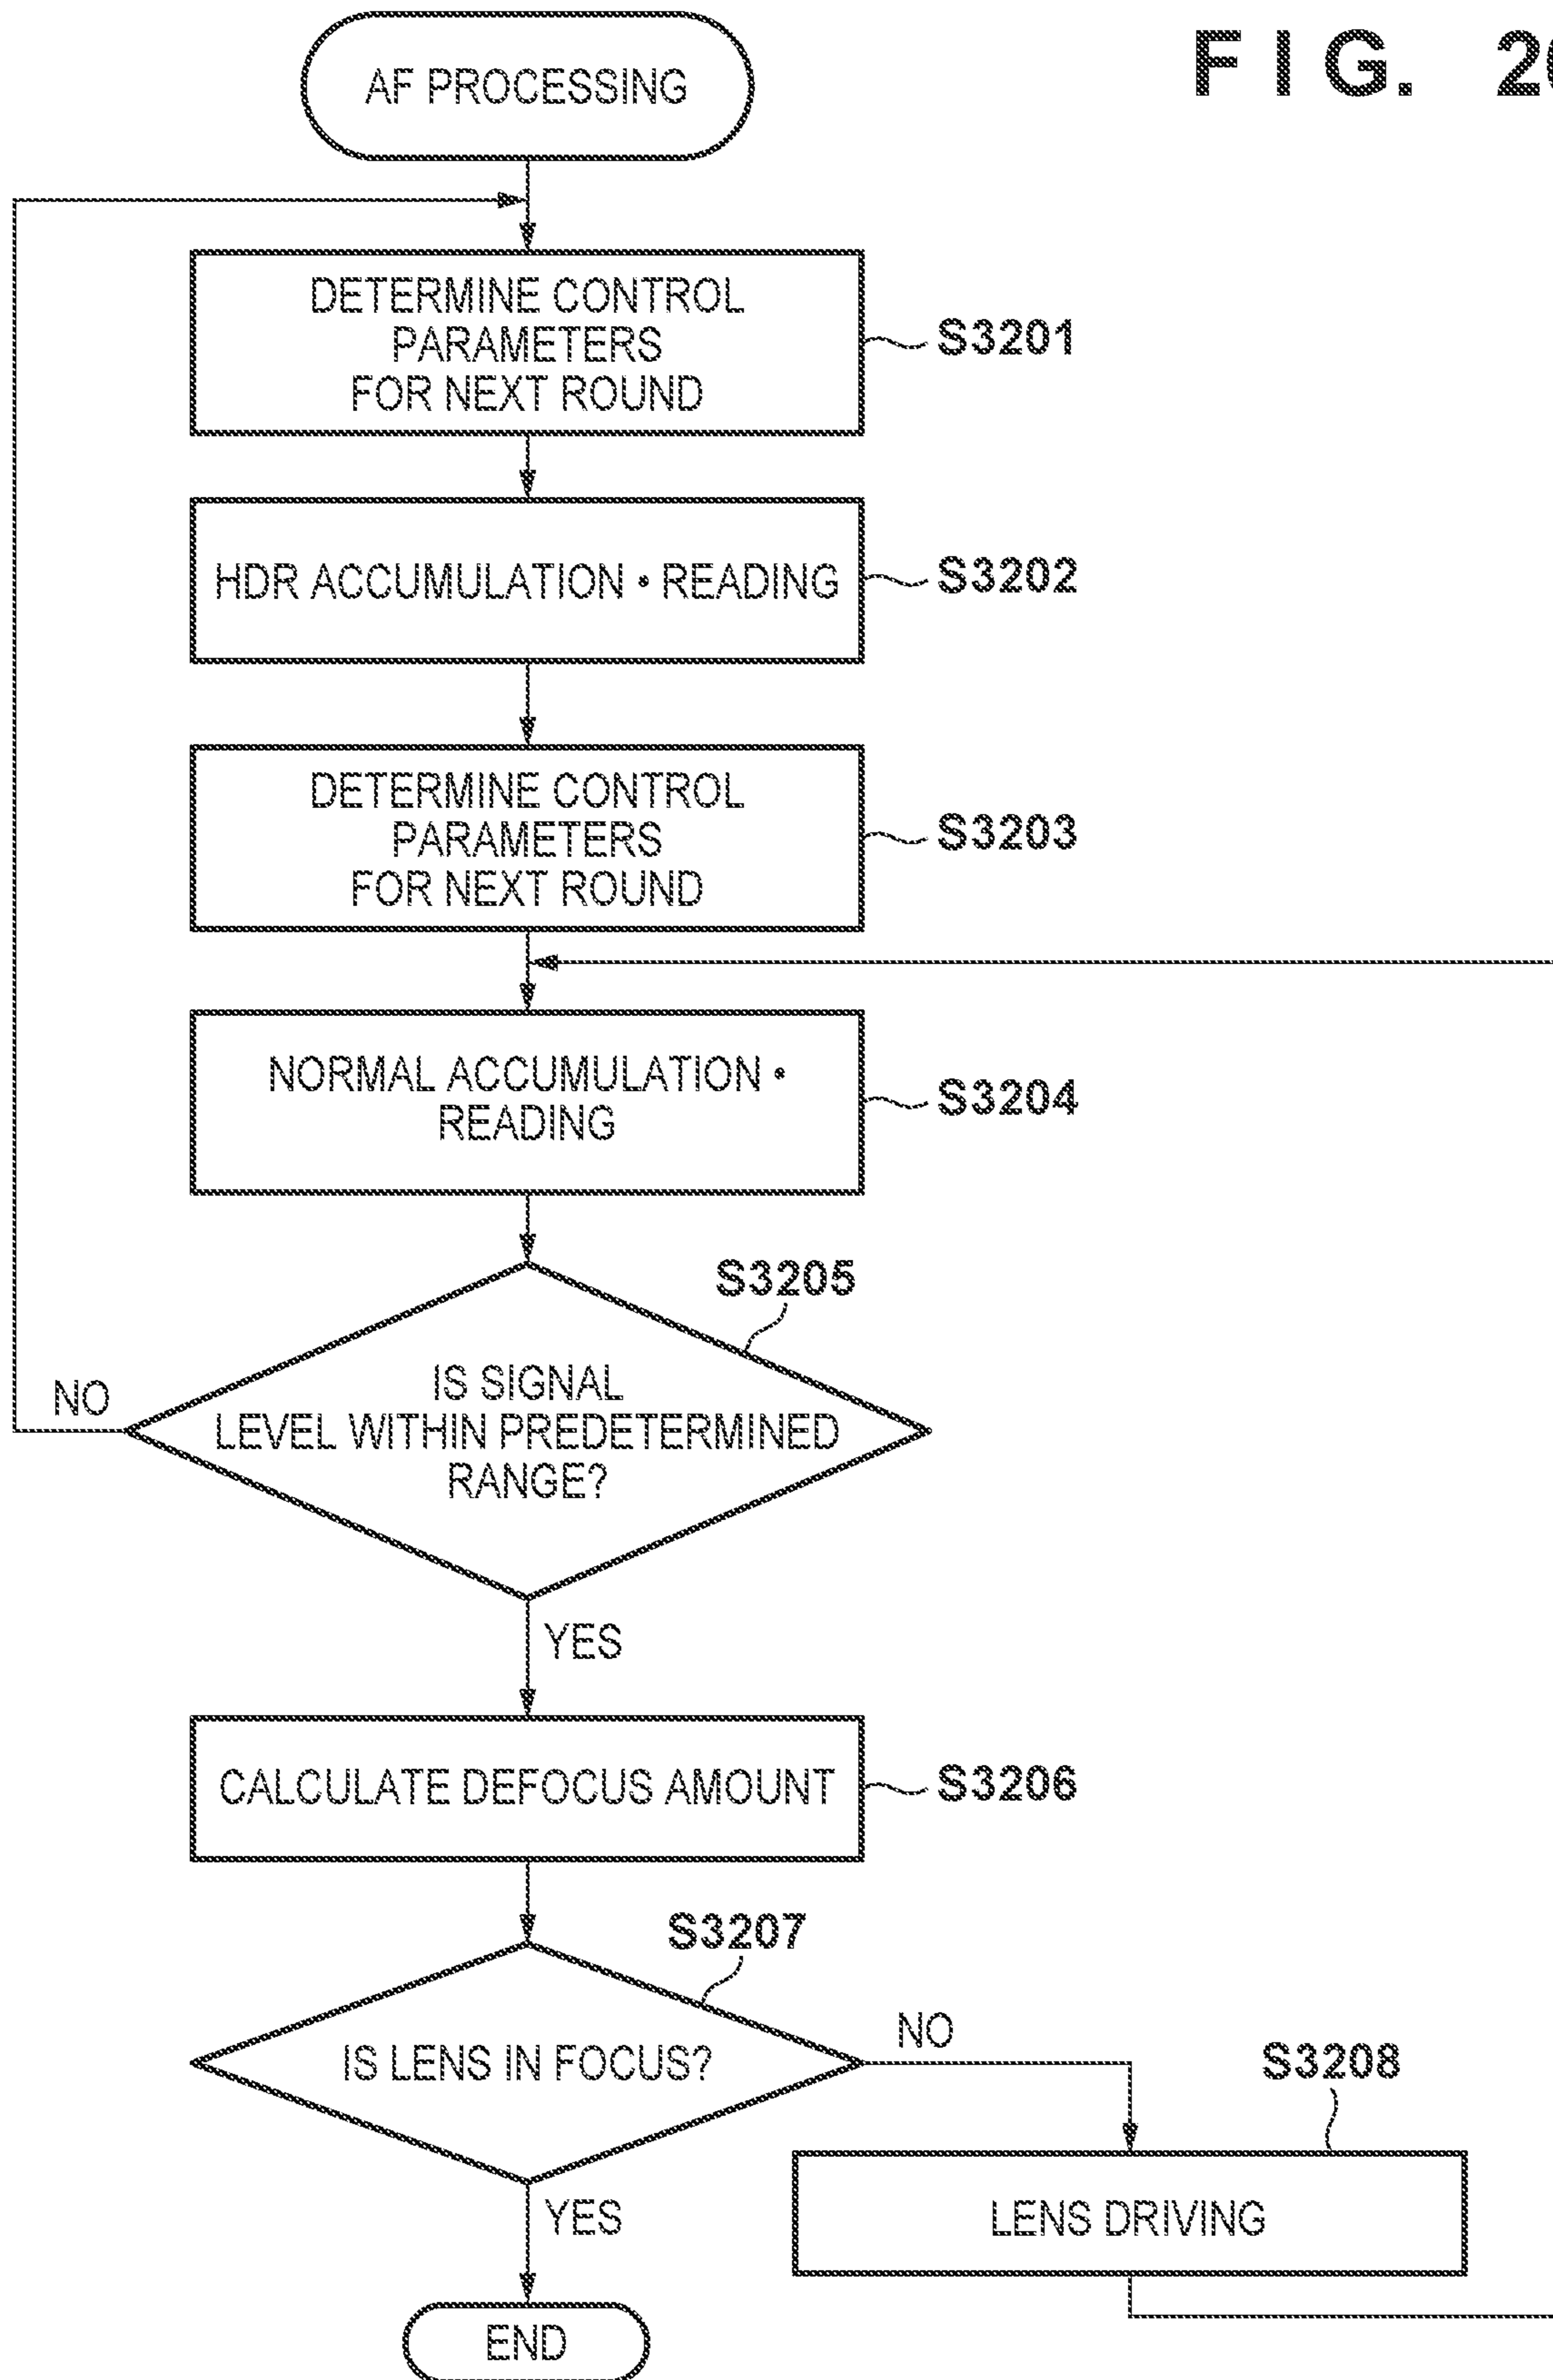 AF PROCESSING
F I G. 20
DETERMINE CONTROL
PARAMETERS
FOR NEXT ROUND
S3201
HDR ACCUMULATION • READING
S3202
DETERMINE CONTROL
PARAMETERS
FOR NEXT ROUND
S3203
NORMAL ACCUMULATION •
READING
S3204
S3205
IS SIGNAL
LEVEL WITHIN PREDETERMINED
RANGE?
NO
YES
CALCULATE DEFOCUS AMOUNT
S3206
S3207
IS LENS IN FOCUS?
NO
S3208
YES
LENS DRIVING
END